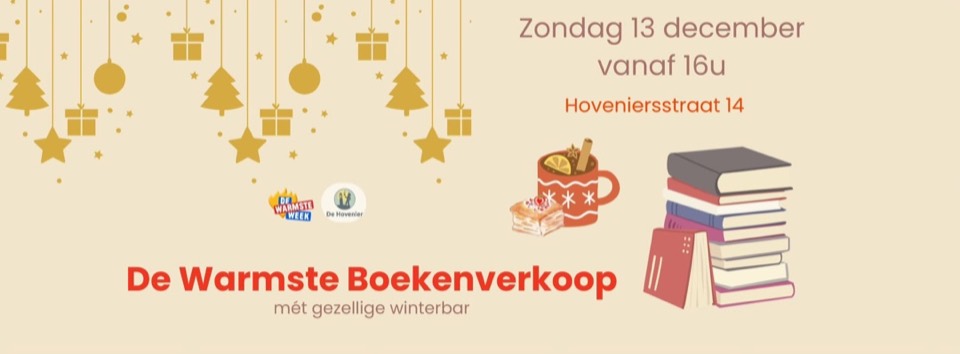 Zondag 13 december
vanaf 16u
Hoveniersstraat 14
DE
WARMSTE
WEEK
De Hovenier
De Warmste Boekenverkoop
mét gezellige winterbar